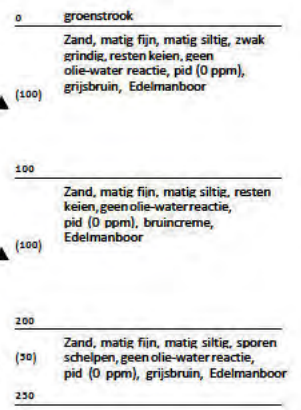 0 groenstrook
Zand, matig fijn, matig siltig, zwak
grindig, resten keien, geen
olie-water reactie, pid (0 ppm),
grijsbruin, Edelmanboor
(100)
100
Zand, matig fijn, matig siltig, resten
keien, geen olie-water reactie,
pid (0 ppm), bruincreme,
Edelmanboor
(100)
200
Zand, matig fijn, matig siltig, sporen
(30) schelpen, geen olie-water reactie,
pid (0 ppm), grijsbruin, Edelmanboor
230